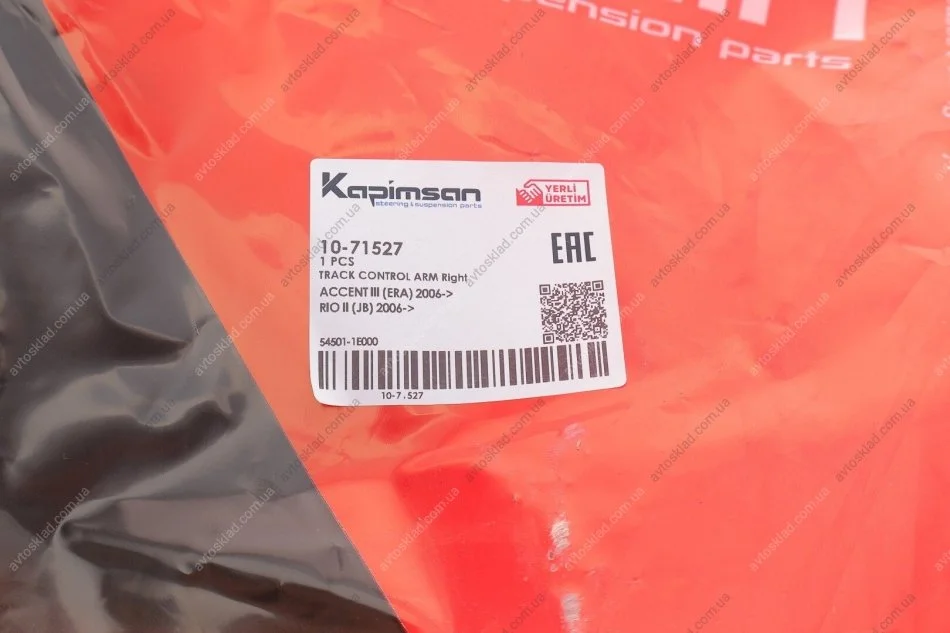 suspension parts
Kapimsan
steering & suspension parts
YERLİ
ÜRETİM
10-71527
1 PCS
TRACK CONTROL ARM Right
EAC
ACCENT III (ERA) 2006->
RIO II (JB) 2006->
54501-1E000
10-7.527
avtosklad.com.ua